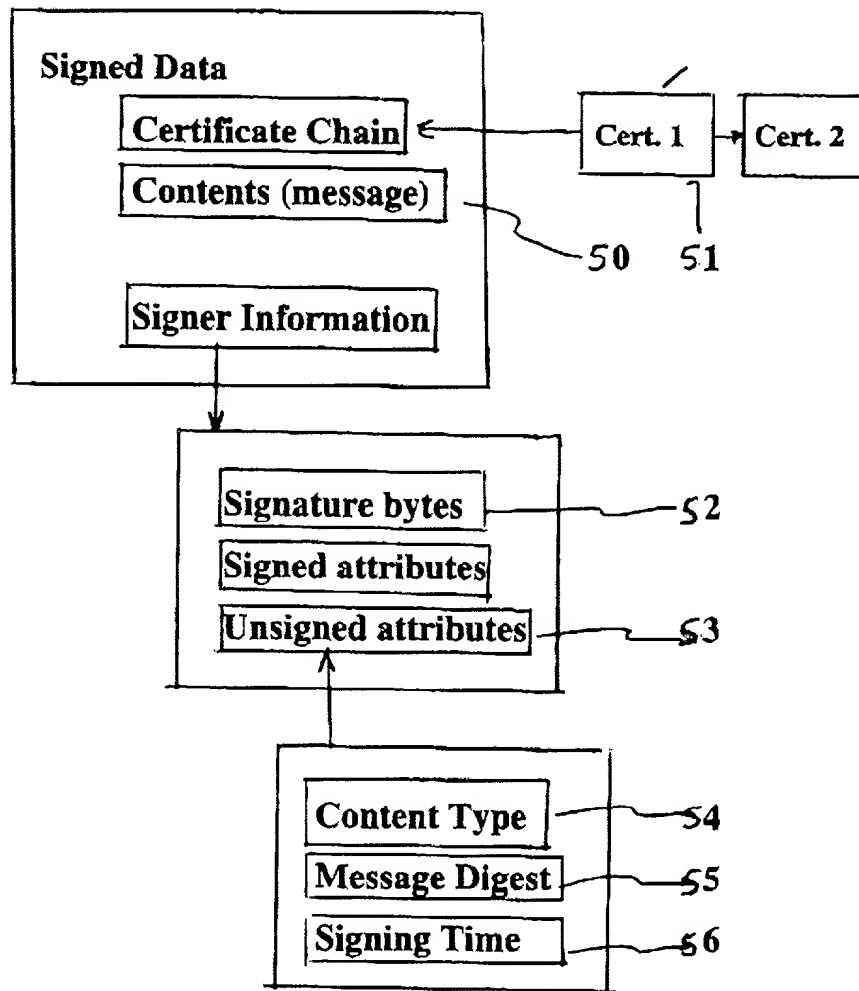 Signed Data
Certificate Chain
Cert. 1
Cert. 2
Contents (message)
50
51
Signer Information
Signature bytes
52
Signed attributes
Unsigned attributes
53
Content Type
54
Message Digest
55
Signing Time
56